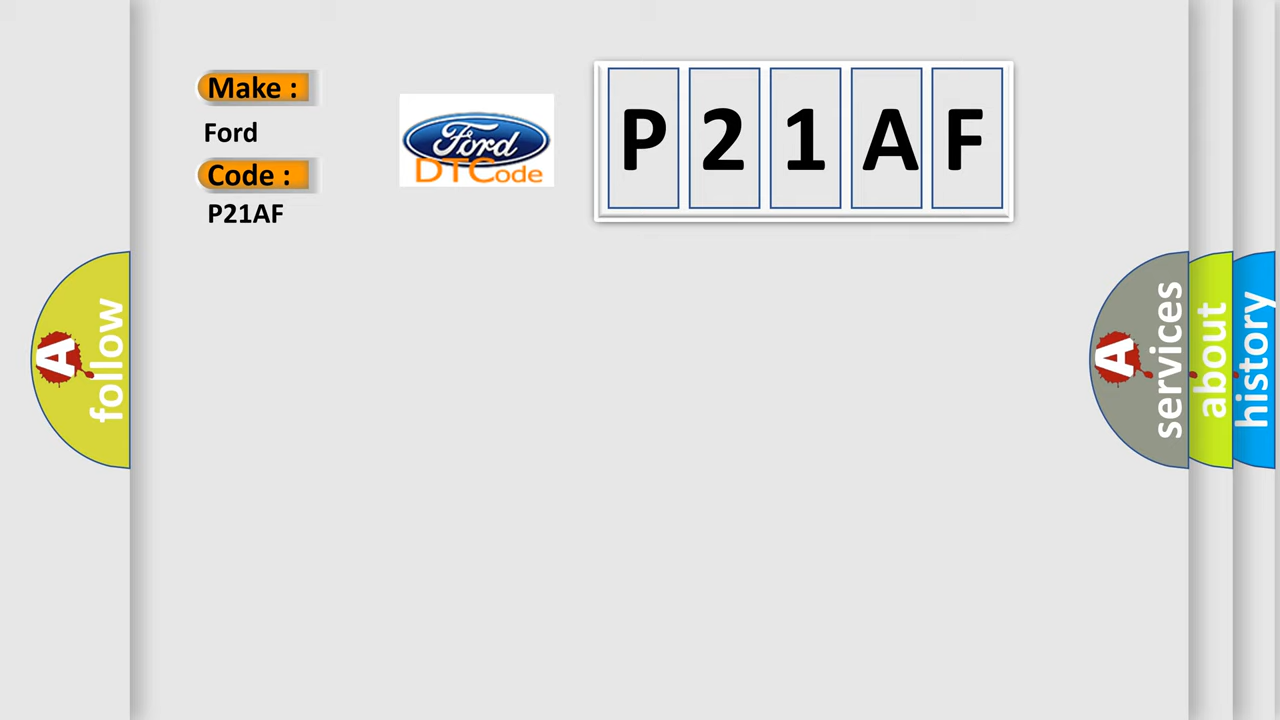 Make :
Ford
Code :
P21AF
Ford
DTCode
P 2 1 A F
A follow
A services
about
history